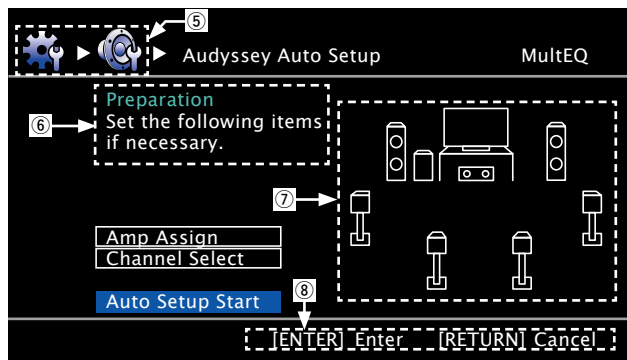 ⑤
Audyssey Auto Setup MultEQ
⑥
Preparation
Set the following items
if necessary.
⑦
Amp Assign
Channel Select
Auto Setup Start
⑧
[ENTER] Enter [RETURN] Cancel